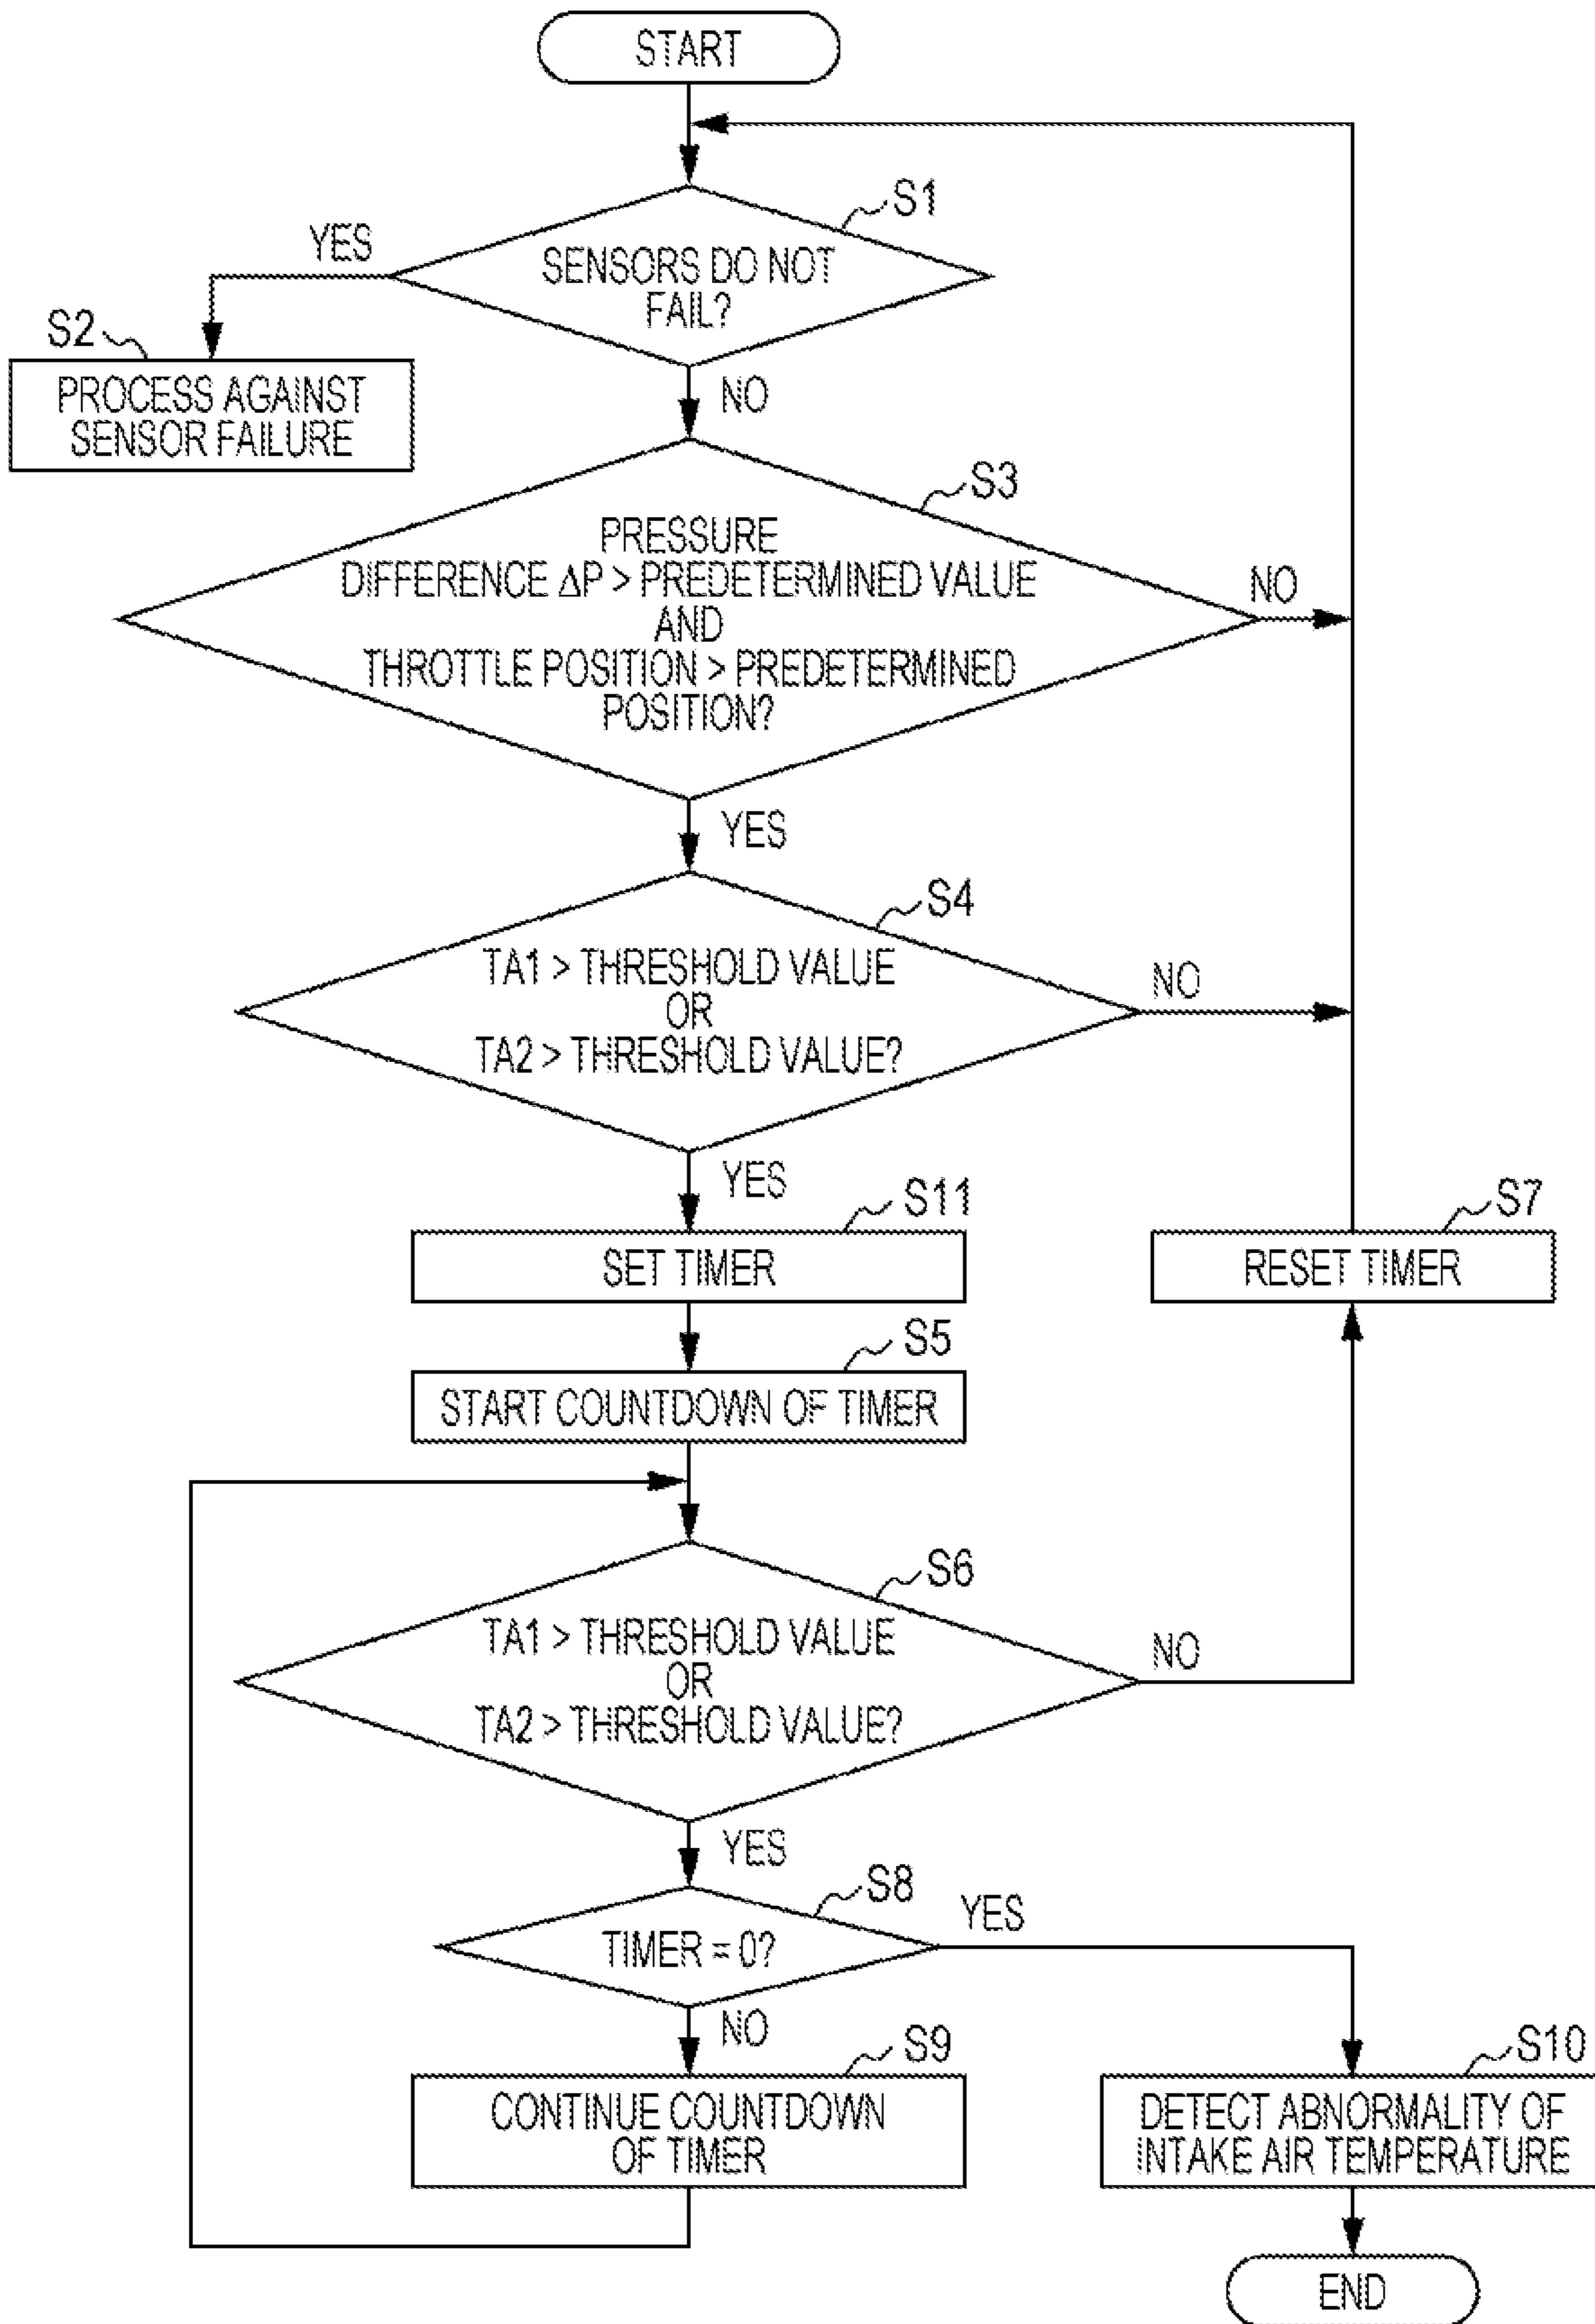 START
S1
YES
SENSORS DO NOT
FAIL?
S2
PROCESS AGAINST
SENSOR FAILURE
NO
S3
PRESSURE
DIFFERENCE ΔP > PREDETERMINED VALUE
AND
THROTTLE POSITION > PREDETERMINED
POSITION?
NO
YES
S4
TA1 > THRESHOLD VALUE
OR
TA2 > THRESHOLD VALUE?
NO
YES
S11
SET TIMER
S7
RESET TIMER
S5
START COUNTDOWN OF TIMER
S6
TA1 > THRESHOLD VALUE
OR
TA2 > THRESHOLD VALUE?
NO
YES
S8
TIMER = 0?
YES
NO
S9
CONTINUE COUNTDOWN
OF TIMER
S10
DETECT ABNORMALITY OF
INTAKE AIR TEMPERATURE
END